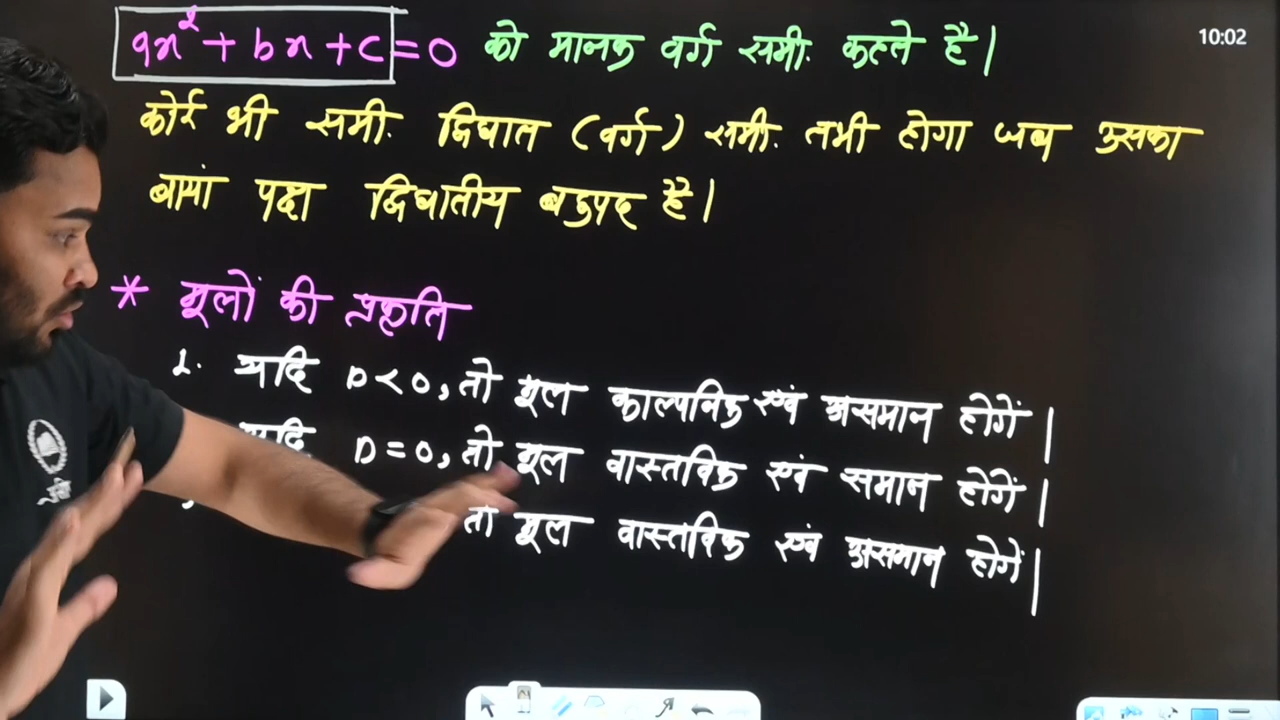 ax² + bx + c = 0 को मानक वर्ग समी. कहते है।
10:02
कोई भी समी. द्विघात (वर्ग) समी. तभी होगा जब उसका
बायां पक्ष द्विघातीय बहुपद है।
* मूलों की प्रकृति
1. यदि D < 0, तो मूल काल्पनिक एवं असमान होगें।
यदि D = 0, तो मूल वास्तविक एवं समान होगें।
तो मूल वास्तविक एवं असमान होगें।